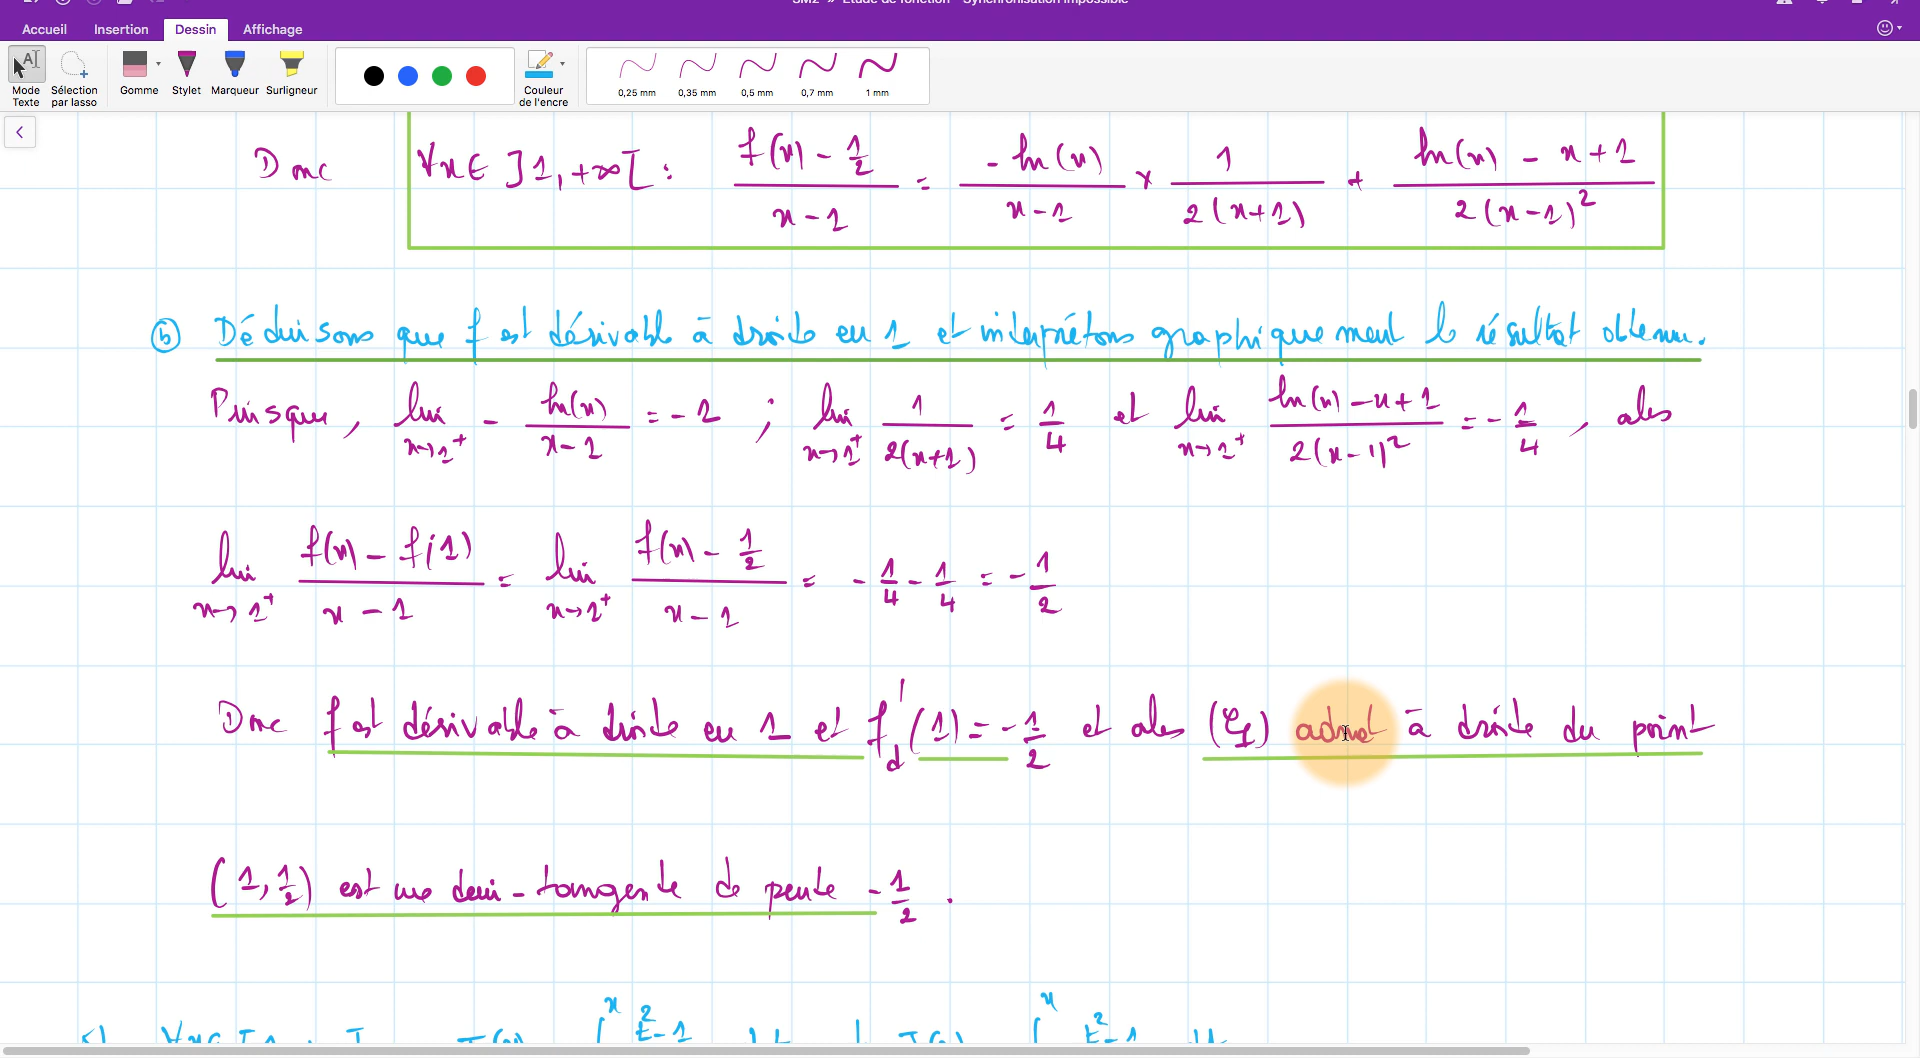 SM2 » Étude de fonction – Synchronisation impossible
Accueil Insertion Dessin Affichage
Mode Texte Sélection par lasso Gomme Stylet Marqueur Surligneur Couleur de l'encre 0,25 mm 0,35 mm 0,5 mm 0,7 mm 1 mm
Donc ∀x∈ ]1,+∞[ : (f(x) - 1/2)/(x-1) = -ln(x)/(x-1) × 1/(2(x+1)) + (ln(x) - x+1)/(2(x-1)²)
b Déduisons que f est dérivable à droite en 1 et interprétons graphiquement le résultat obtenu.
Puisque, lim x→1⁺ - ln(x)/(x-1) = -1 ; lim x→1⁺ 1/(2(x+1)) = 1/4 et lim x→1⁺ (ln(x)-x+1)/(2(x-1)²) = -1/4, alors
lim x→1⁺ (f(x) - f(1))/(x-1) = lim x→1⁺ (f(x) - 1/2)/(x-1) = -1/4 - 1/4 = -1/2
Donc f est dérivable à droite en 1 et f'd(1) = -1/2 et alors (𝒞f) admet à droite du point
(1, 1/2) est une demi-tangente de pente -1/2.